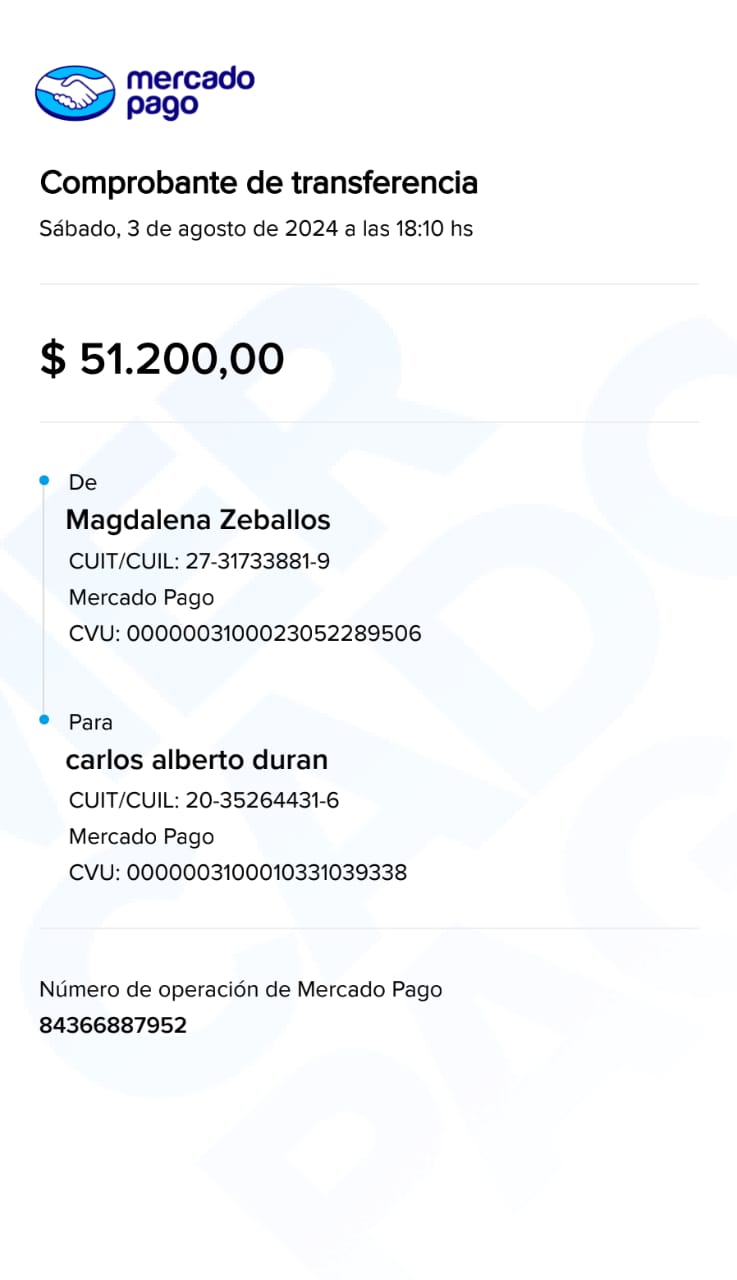 mercado
pago
Comprobante de transferencia
Sábado, 3 de agosto de 2024 a las 18:10 hs
$ 51.200,00
De
Magdalena Zeballos
CUIT/CUIL: 27-31733881-9
Mercado Pago
CVU: 0000003100023052289506
Para
carlos alberto duran
CUIT/CUIL: 20-35264431-6
Mercado Pago
CVU: 0000003100010331039338
Número de operación de Mercado Pago
84366887952